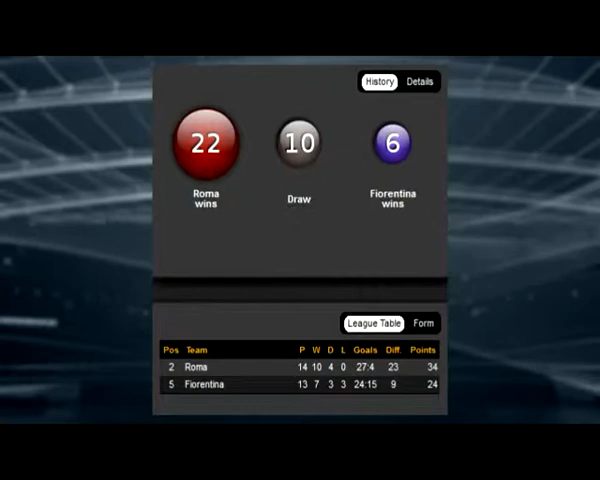 History Details
22 10 6
Roma wins Draw Fiorentina wins
League Table Form
Pos Team P W D L Goals Diff. Points
2 Roma 14 10 4 0 27:4 23 34
5 Fiorentina 13 7 3 3 24:15 9 24